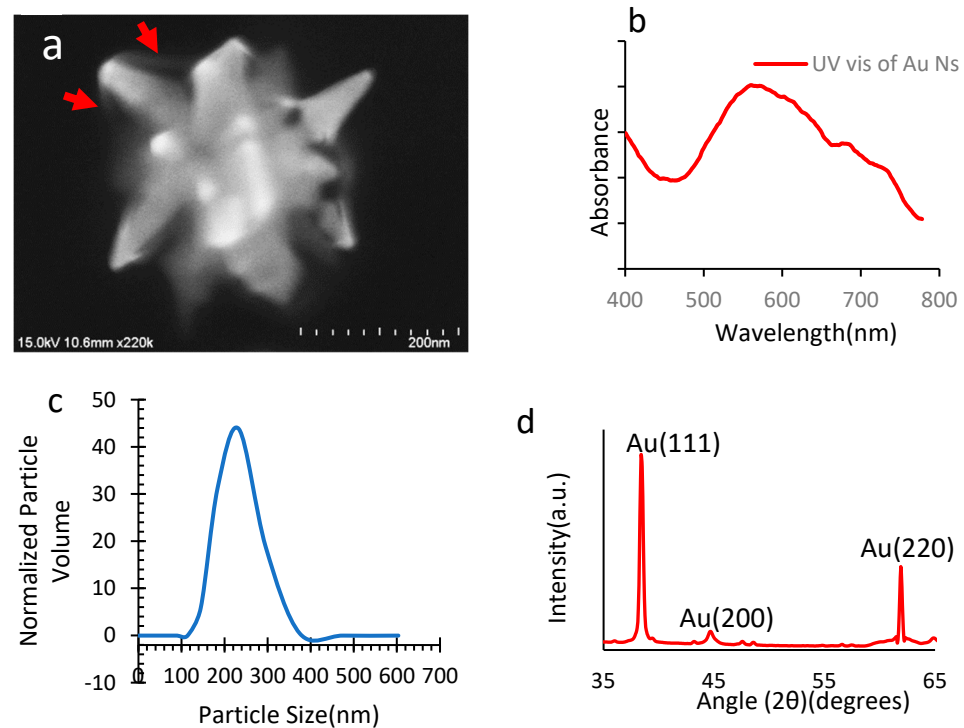 a
15.0kV 10.6mm x220k
200nm
b
UV vis of Au Ns
Absorbance
400 500 600 700 800
Wavelength(nm)
c
Normalized Particle
Volume
50
40
30
20
10
0
-10
0 100 200 300 400 500 600 700
Particle Size(nm)
d
Au(111)
Au(200)
Au(220)
Intensity(a.u.)
35 45 55 65
Angle (2θ)(degrees)